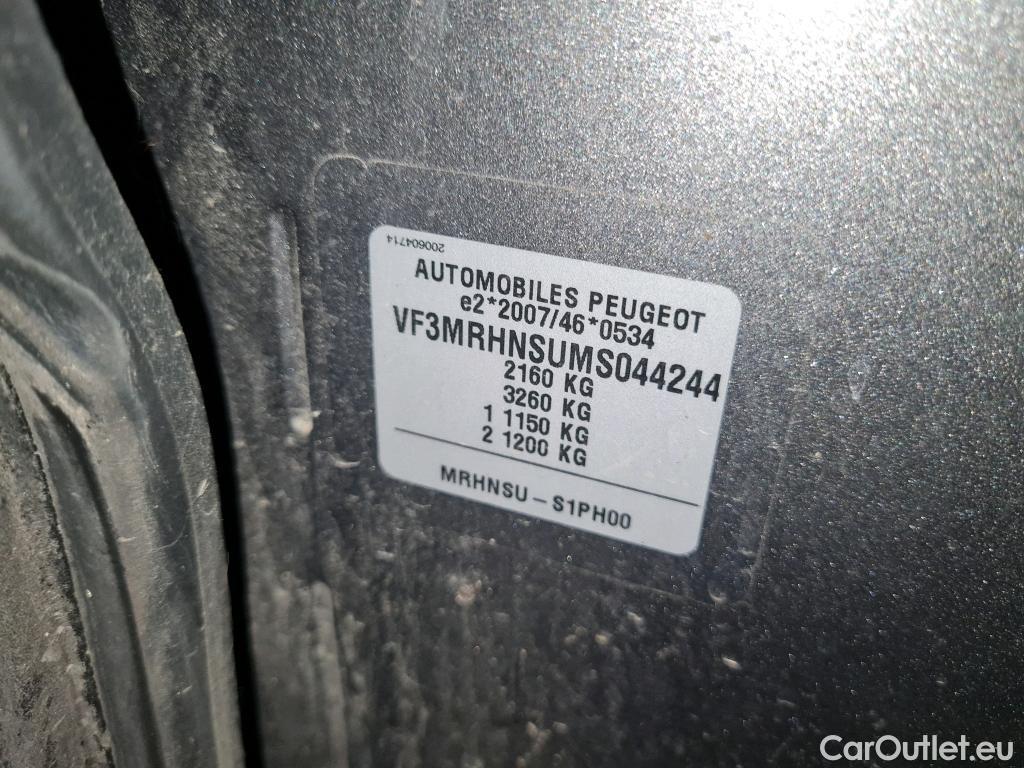 200604714
AUTOMOBILES PEUGEOT
e2*2007/46*0534
VF3MRHNSUMS044244
2160 KG
3260 KG
1 1150 KG
2 1200 KG
MRHNSU – S1PH00
CarOutlet.eu